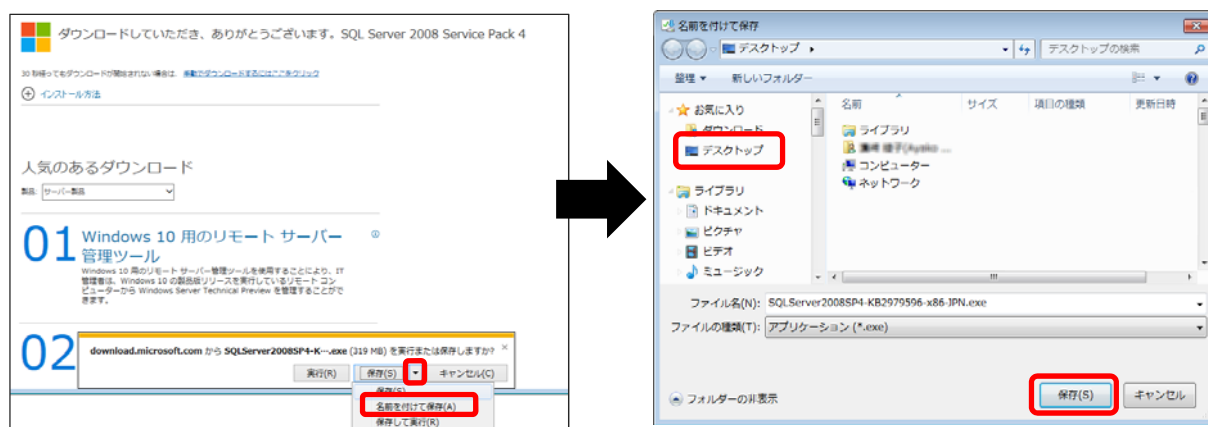 ダウンロードしていただき、ありがとうございます。SQL Server 2008 Service Pack 4
30 秒待ってもダウンロードが開始されない場合は、手動でダウンロードするにはここをクリック
インストール方法
人気のあるダウンロード
製品: サーバー製品
01 Windows 10 用のリモート サーバー
管理ツール
Windows 10 用のリモート サーバー管理ツールを使用することにより、IT
管理者は、Windows 10 の製品版リリースを実行しているリモート コン
ピューターから Windows Server Technical Preview を管理することがで
きます。
02
download.microsoft.com から SQLServer2008SP4-K….exe (319 MB) を実行または保存しますか?
実行(R) 保存(S) キャンセル(C)
保存(S)
名前を付けて保存(A)
保存して実行(R)
名前を付けて保存
デスクトップ
デスクトップの検索
整理 新しいフォルダー
お気に入り
ダウンロード
デスクトップ
ライブラリ
ドキュメント
ピクチャ
ビデオ
ミュージック
名前 サイズ 項目の種類 更新日時
ライブラリ
コンピューター
ネットワーク
ファイル名(N): SQLServer2008SP4-KB2979596-x86-JPN.exe
ファイルの種類(T): アプリケーション (*.exe)
フォルダーの非表示
保存(S) キャンセル